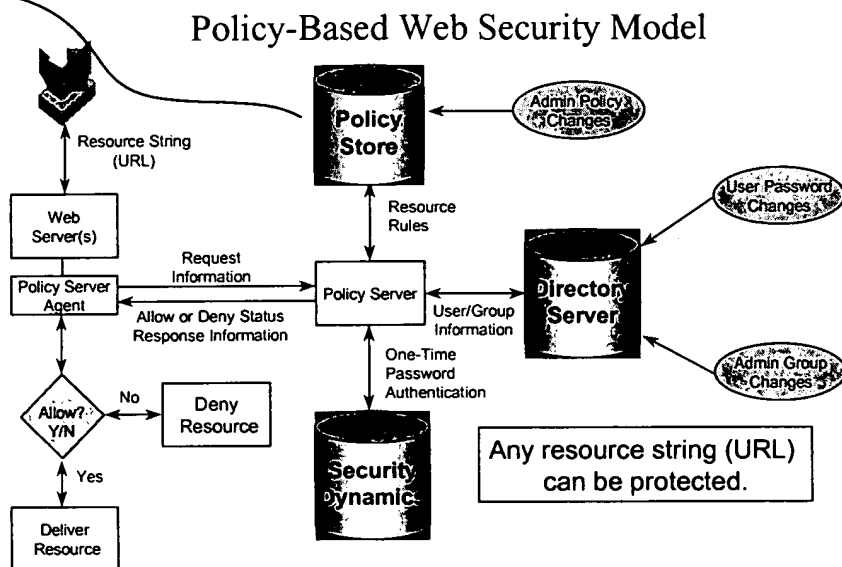 Policy-Based Web Security Model
Resource String
(URL)
Policy
Store
Admin Policy
Changes
Web
Server(s)
Resource
Rules
User Password
Changes
Request
Information
Policy Server
Agent
Policy Server
Directory
Server
Allow or Deny Status
Response Information
User/Group
Information
One-Time
Password
Authentication
Admin Group
Changes
Allow?
Y/N
No
Deny
Resource
Yes
Security
Dynamic
Any resource string (URL)
can be protected.
Deliver
Resource